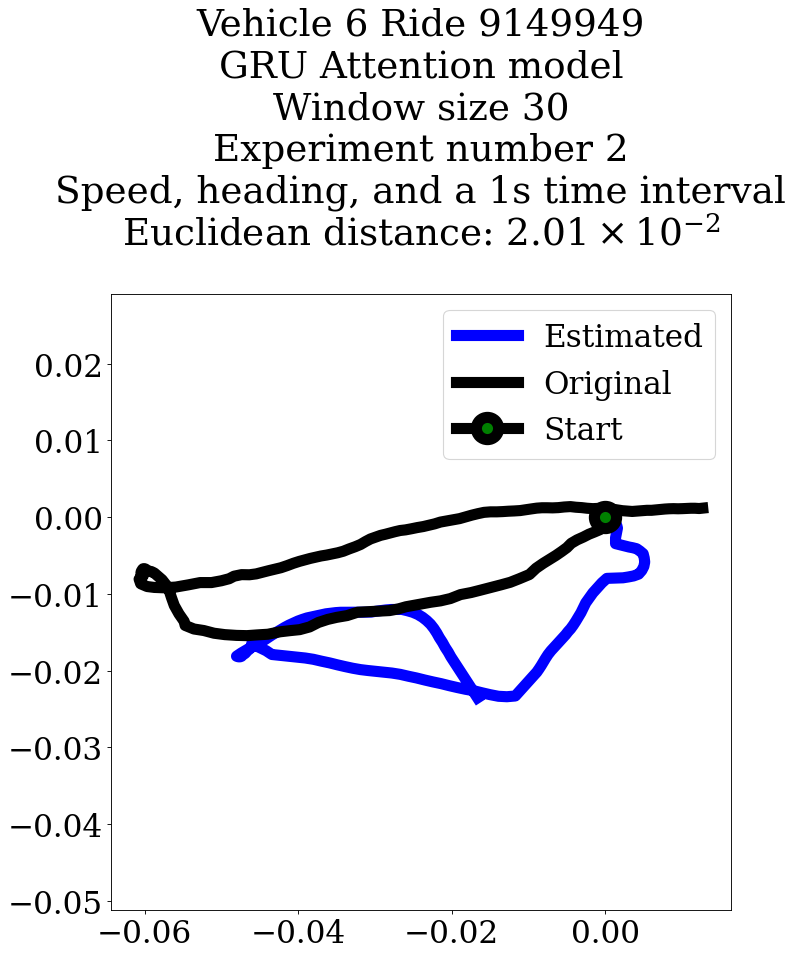 Vehicle 6 Ride 9149949
GRU Attention model
Window size 30
Experiment number 2
Speed, heading, and a 1s time interval
Euclidean distance: 2.01 × 10⁻²
Estimated
Original
Start
0.02
0.01
0.00
−0.01
−0.02
−0.03
−0.04
−0.05
−0.06 −0.04 −0.02 0.00